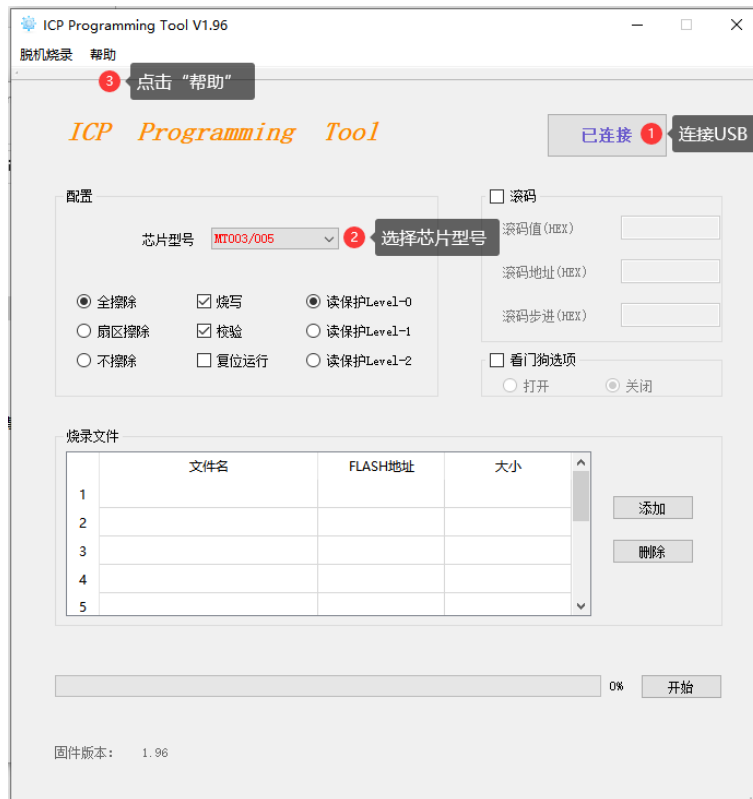 ICP Programming Tool V1.96
脱机烧录 帮助
3 点击“帮助”
ICP Programming Tool
已连接 1 连接USB
配置
芯片型号 MT003/005 2 选择芯片型号
全擦除 烧写 读保护Level-0
扇区擦除 校验 读保护Level-1
不擦除 复位运行 读保护Level-2
滚码
滚码值(HEX)
滚码地址(HEX)
滚码步进(HEX)
看门狗选项
打开 关闭
烧录文件
文件名 FLASH地址 大小
1
2
3
4
5
添加
删除
0% 开始
固件版本: 1.96